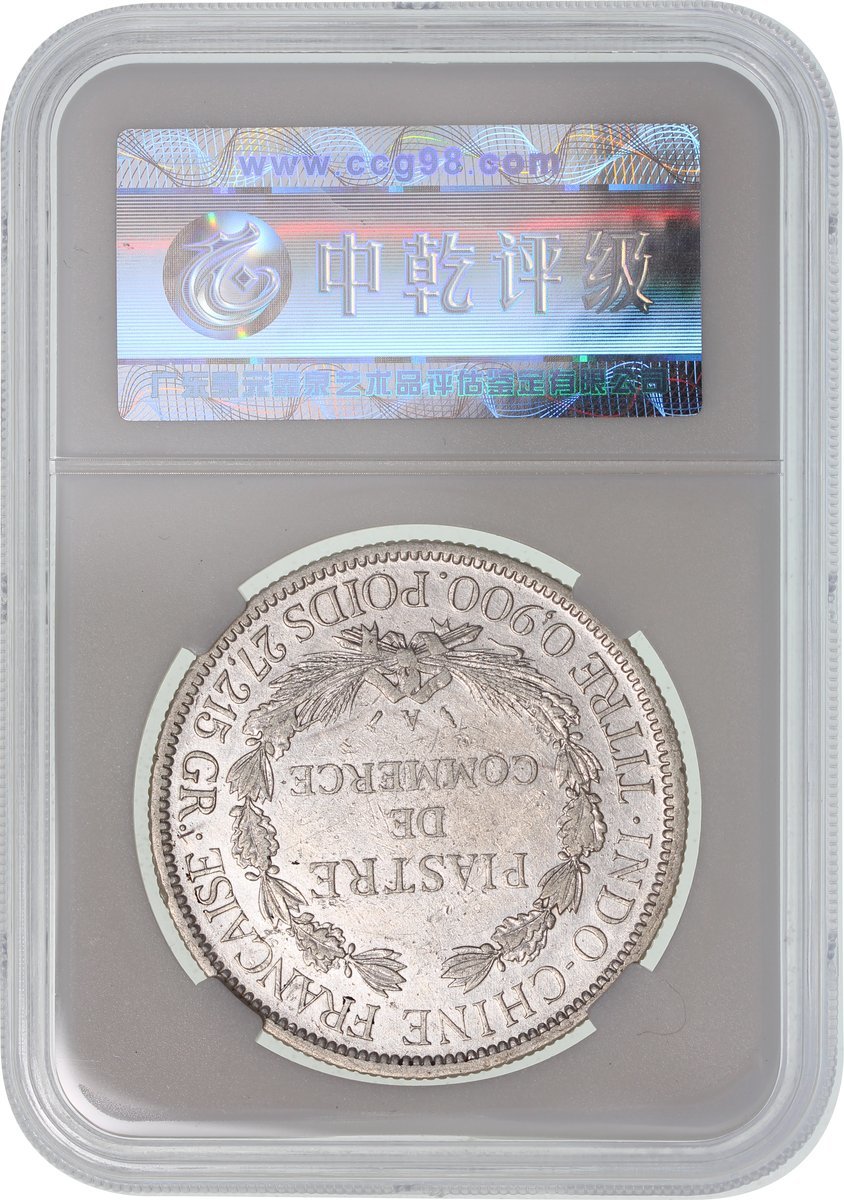 www.ccg98.com
中乾评级
INDO-CHINE FRANÇAISE.
TITRE 0,900. POIDS 27,215 GR.
PIASTRE
DE
COMMERCE
A